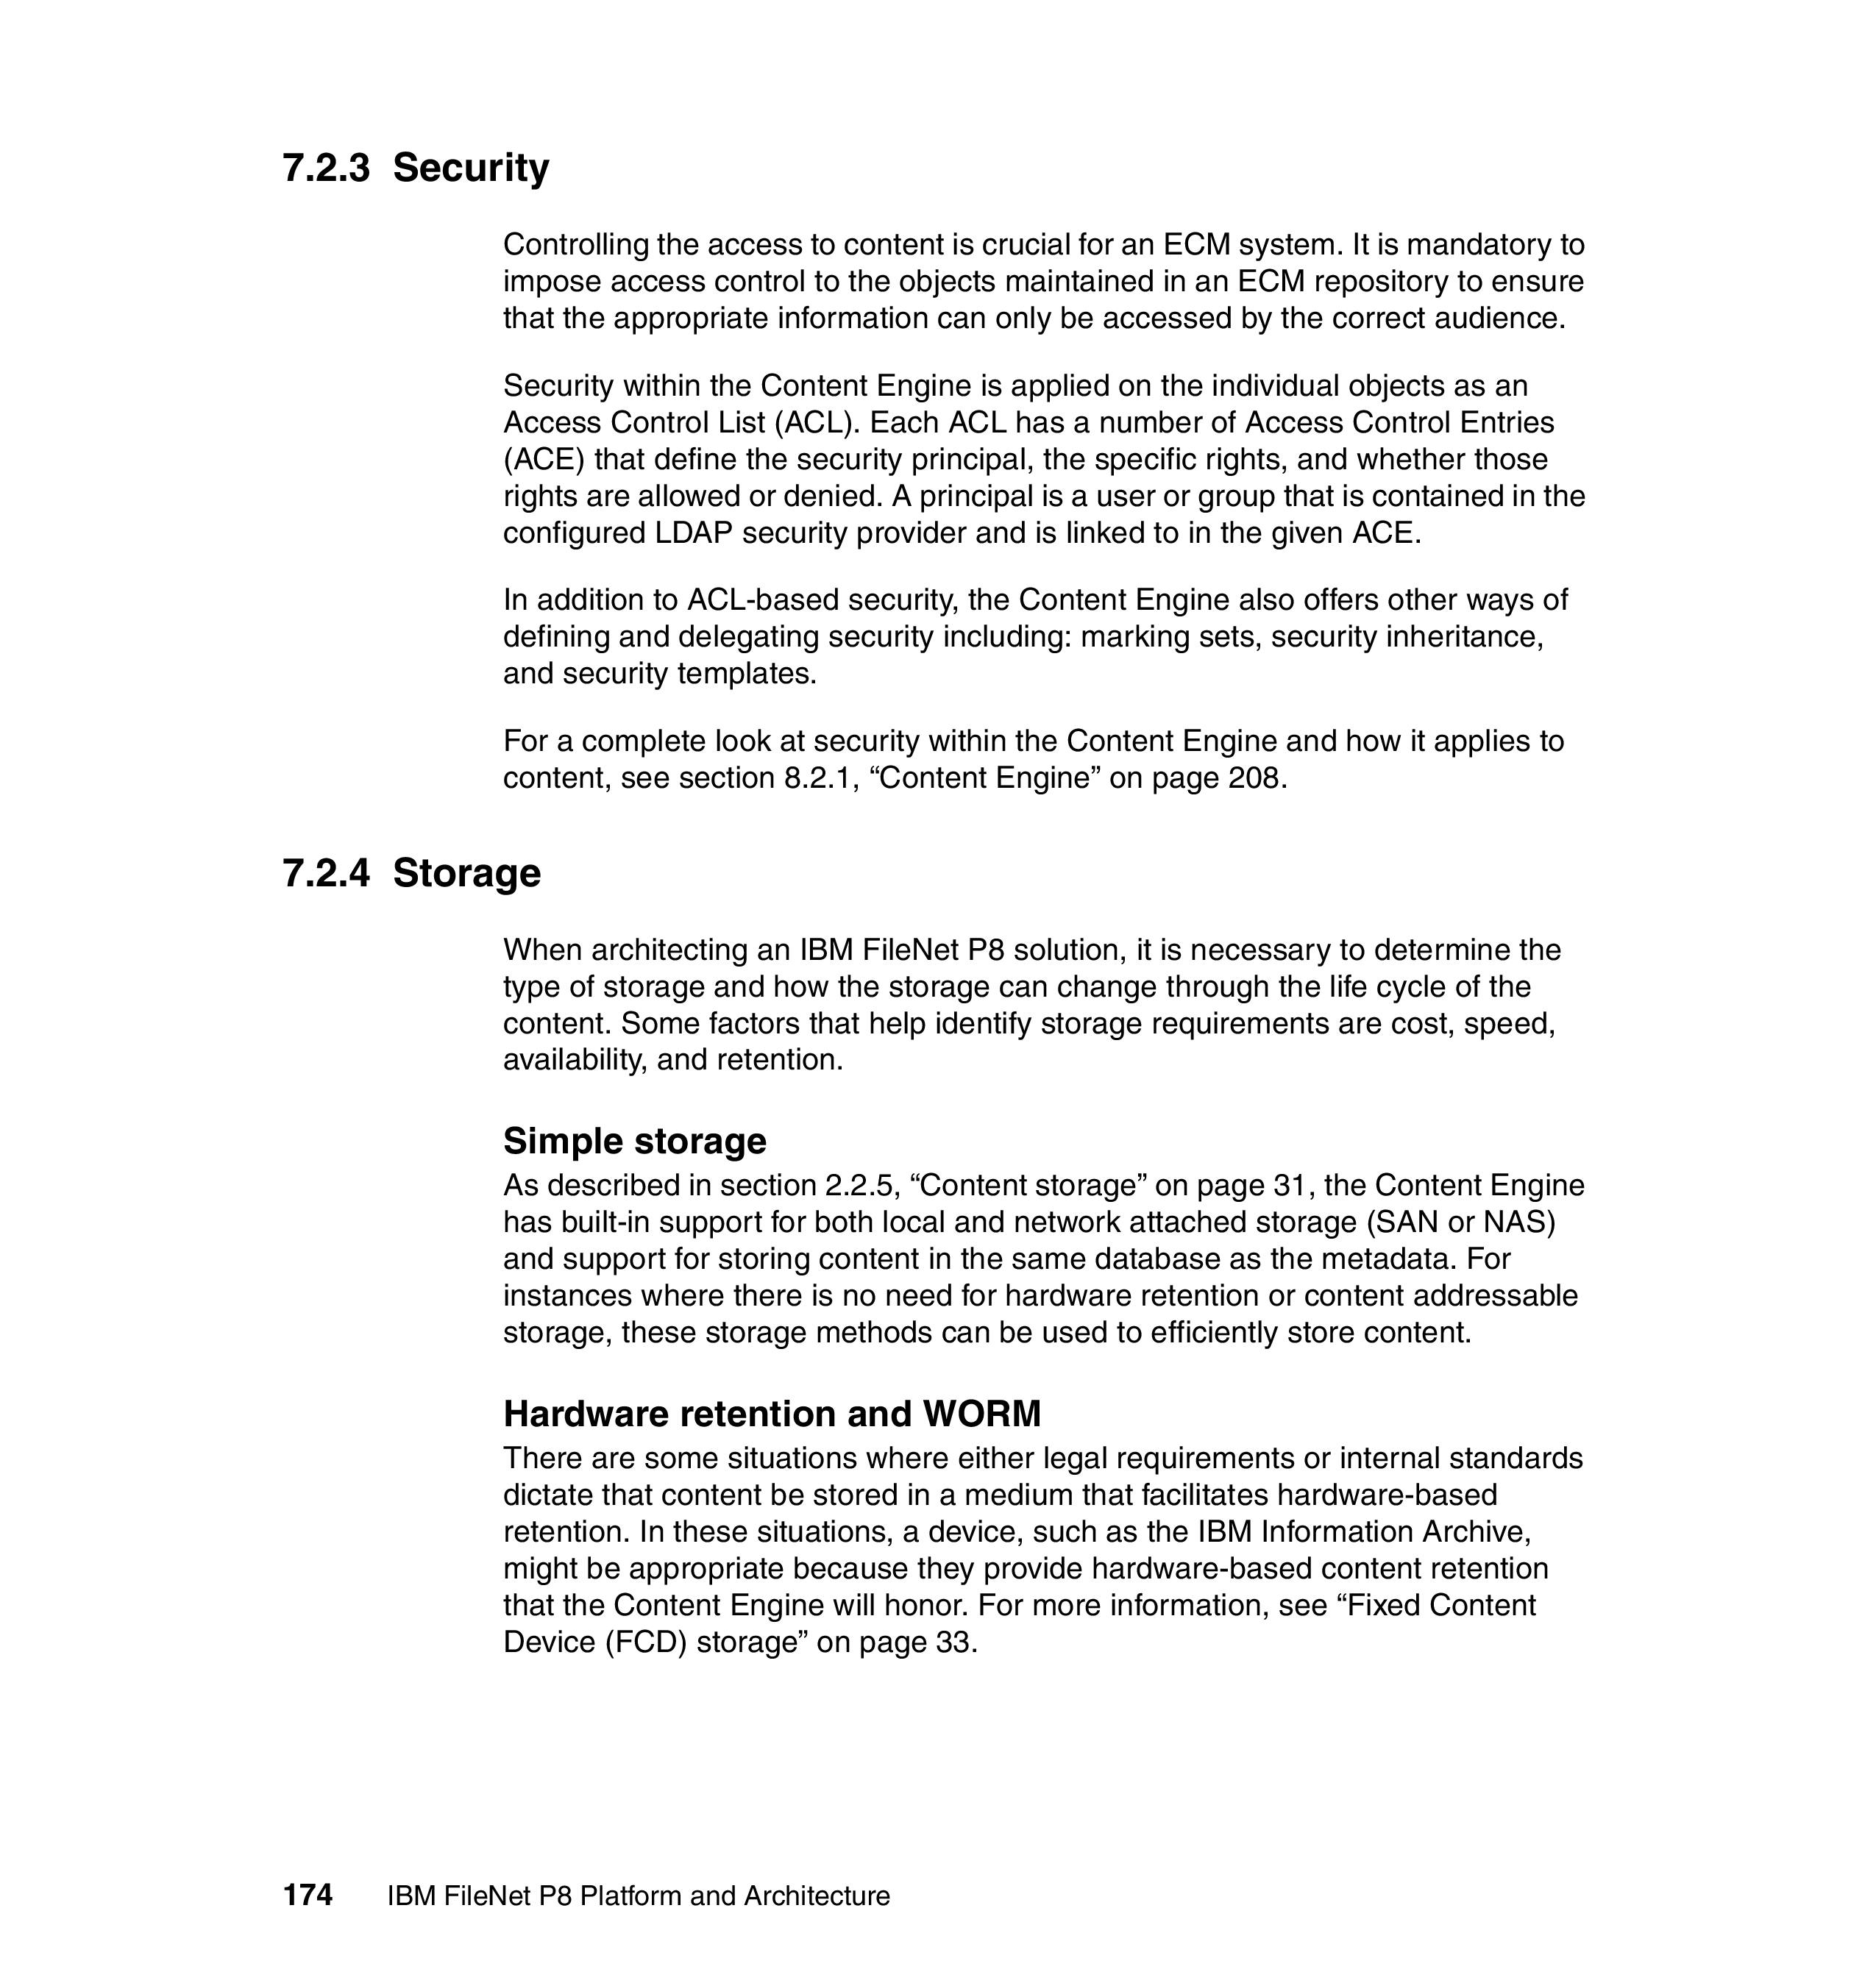 7.2.3 Security
Controlling the access to content is crucial for an ECM system. It is mandatory to
impose access control to the objects maintained in an ECM repository to ensure
that the appropriate information can only be accessed by the correct audience.
Security within the Content Engine is applied on the individual objects as an
Access Control List (ACL). Each ACL has a number of Access Control Entries
(ACE) that define the security principal, the specific rights, and whether those
rights are allowed or denied. A principal is a user or group that is contained in the
configured LDAP security provider and is linked to in the given ACE.
In addition to ACL-based security, the Content Engine also offers other ways of
defining and delegating security including: marking sets, security inheritance,
and security templates.
For a complete look at security within the Content Engine and how it applies to
content, see section 8.2.1, “Content Engine” on page 208.
7.2.4 Storage
When architecting an IBM FileNet P8 solution, it is necessary to determine the
type of storage and how the storage can change through the life cycle of the
content. Some factors that help identify storage requirements are cost, speed,
availability, and retention.
Simple storage
As described in section 2.2.5, “Content storage” on page 31, the Content Engine
has built-in support for both local and network attached storage (SAN or NAS)
and support for storing content in the same database as the metadata. For
instances where there is no need for hardware retention or content addressable
storage, these storage methods can be used to efficiently store content.
Hardware retention and WORM
There are some situations where either legal requirements or internal standards
dictate that content be stored in a medium that facilitates hardware-based
retention. In these situations, a device, such as the IBM Information Archive,
might be appropriate because they provide hardware-based content retention
that the Content Engine will honor. For more information, see “Fixed Content
Device (FCD) storage” on page 33.
174 IBM FileNet P8 Platform and Architecture